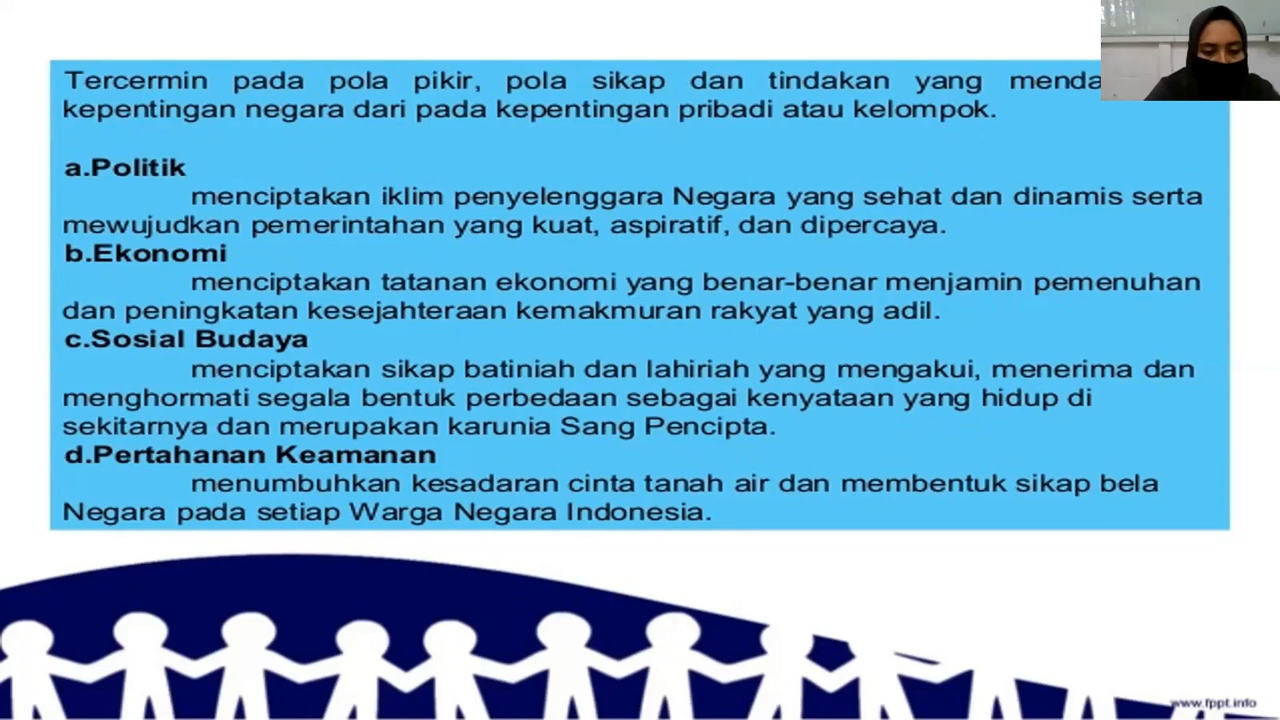 Tercermin pada pola pikir, pola sikap dan tindakan yang
kepentingan negara dari pada kepentingan pribadi atau kelompok.
a.Politik
menciptakan iklim penyelenggara Negara yang sehat dan dinamis serta
mewujudkan pemerintahan yang kuat, aspiratif, dan dipercaya.
b.Ekonomi
menciptakan tatanan ekonomi yang benar-benar menjamin pemenuhan
dan peningkatan kesejahteraan kemakmuran rakyat yang adil.
c.Sosial Budaya
menciptakan sikap batiniah dan lahiriah yang mengakui, menerima dan
menghormati segala bentuk perbedaan sebagai kenyataan yang hidup di
sekitarnya dan merupakan karunia Sang Pencipta.
d.Pertahanan Keamanan
menumbuhkan kesadaran cinta tanah air dan membentuk sikap bela
Negara pada setiap Warga Negara Indonesia.
www.fppt.info